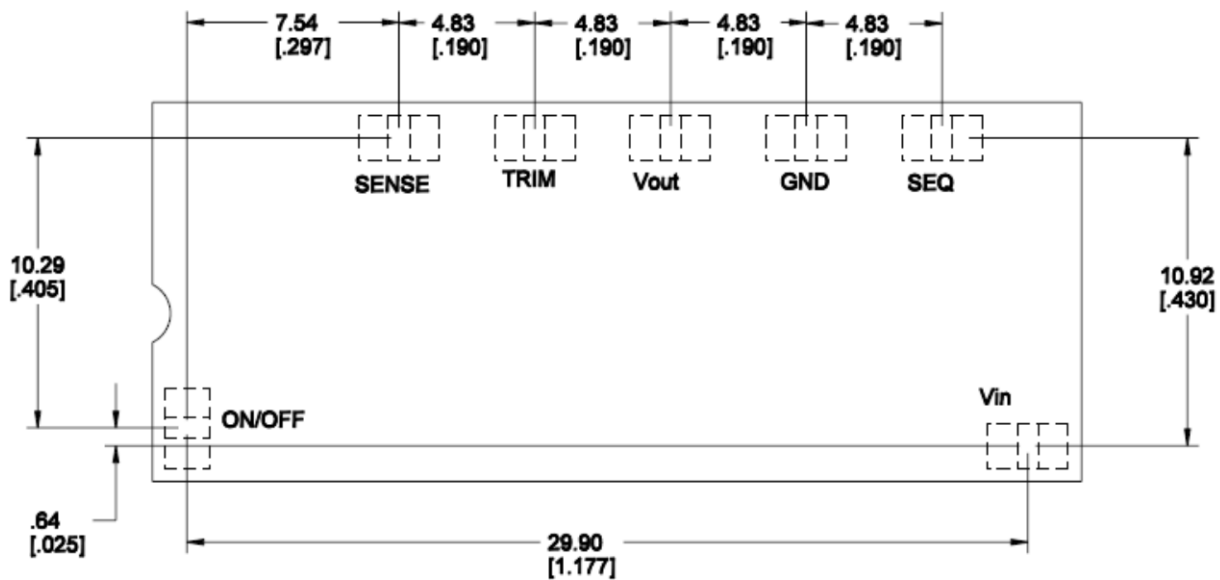 7.54
[.297]
4.83
[.190]
4.83
[.190]
4.83
[.190]
4.83
[.190]
SENSE
TRIM
Vout
GND
SEQ
10.29
[.405]
10.92
[.430]
ON/OFF
Vin
.64
[.025]
29.90
[1.177]